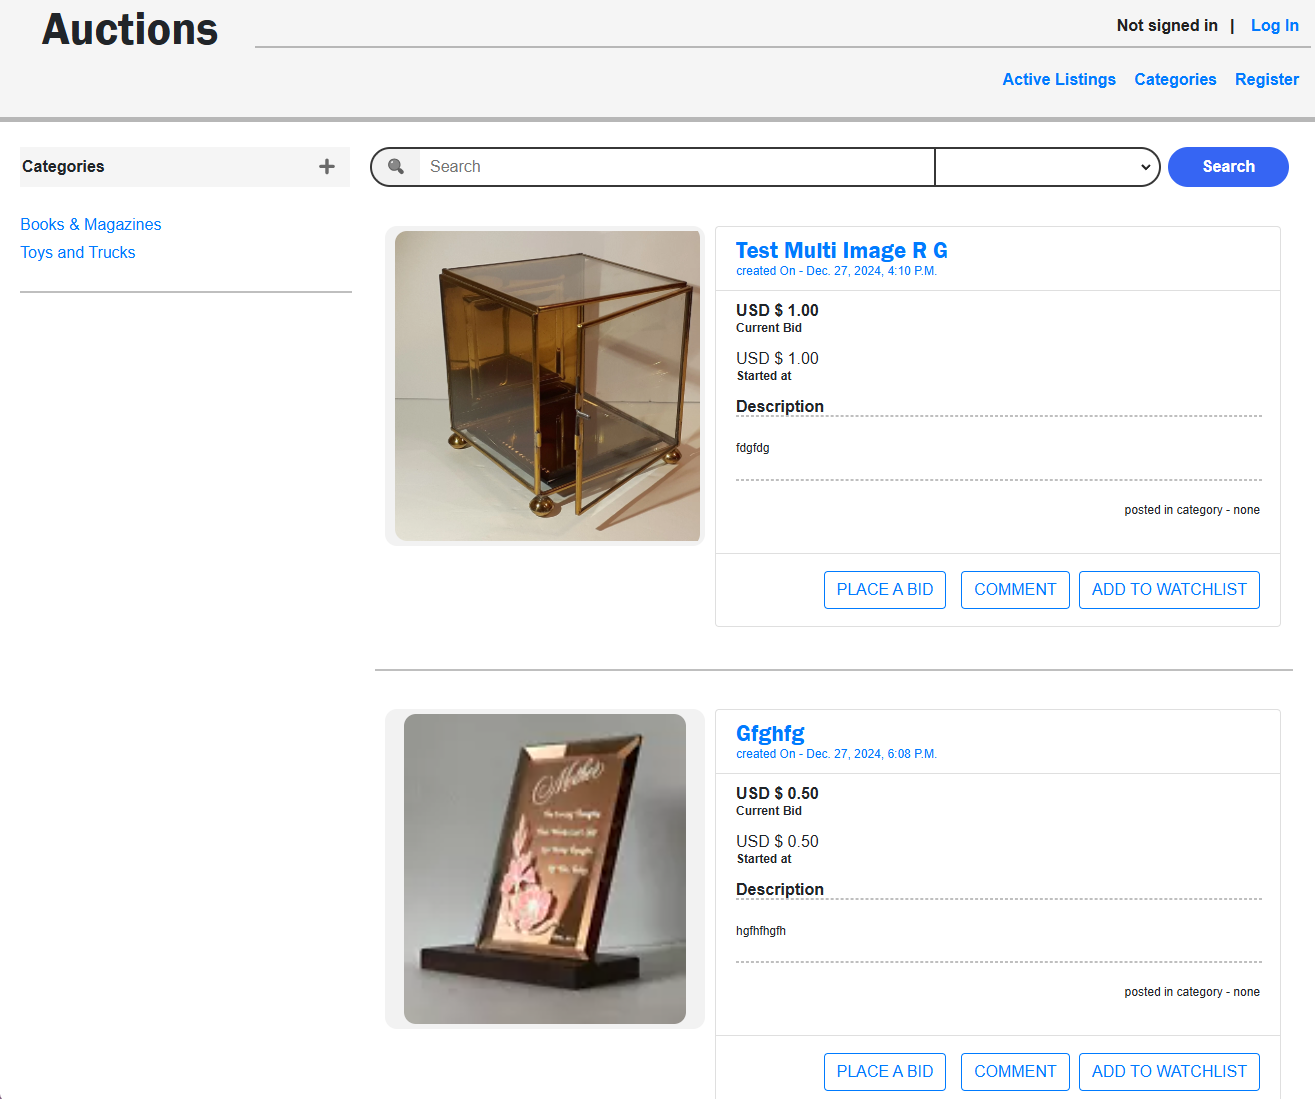 Auctions
Not signed in | Log In
Active Listings Categories Register
Categories +
Search
Search
Books & Magazines
Toys and Trucks
Test Multi Image R G
created On - Dec. 27, 2024, 4:10 P.M.
USD $ 1.00
Current Bid
USD $ 1.00
Started at
Description
fdgfdg
posted in category - none
PLACE A BID COMMENT ADD TO WATCHLIST
Mother
Gfghfg
created On - Dec. 27, 2024, 6:08 P.M.
USD $ 0.50
Current Bid
USD $ 0.50
Started at
Description
hgfhfhgfh
posted in category - none
PLACE A BID COMMENT ADD TO WATCHLIST